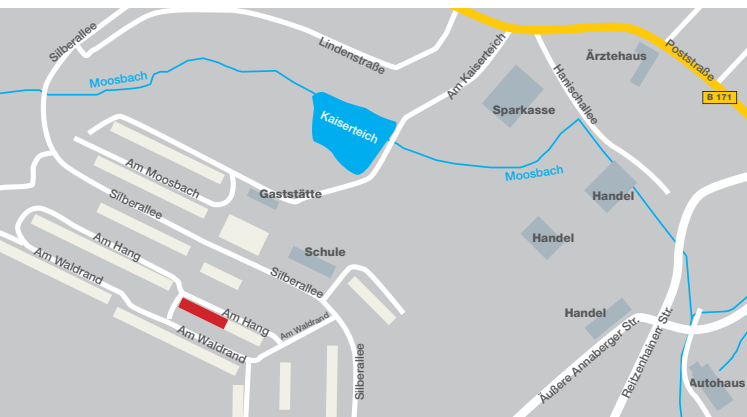 Silberallee
Lindenstraße
Am Kaiserteich
Ärztehaus
Poststraße
B 171
Moosbach
Kaiserteich
Sparkasse
Hanischallee
Am Moosbach
Moosbach
Gaststätte
Handel
Silberallee
Handel
Am Hang
Schule
Am Waldrand
Silberallee
Am Hang
Am Waldrand
Handel
Am Waldrand
Silberallee
Äußere Annaberger Str.
Reitzenhainerr Str.
Autohaus